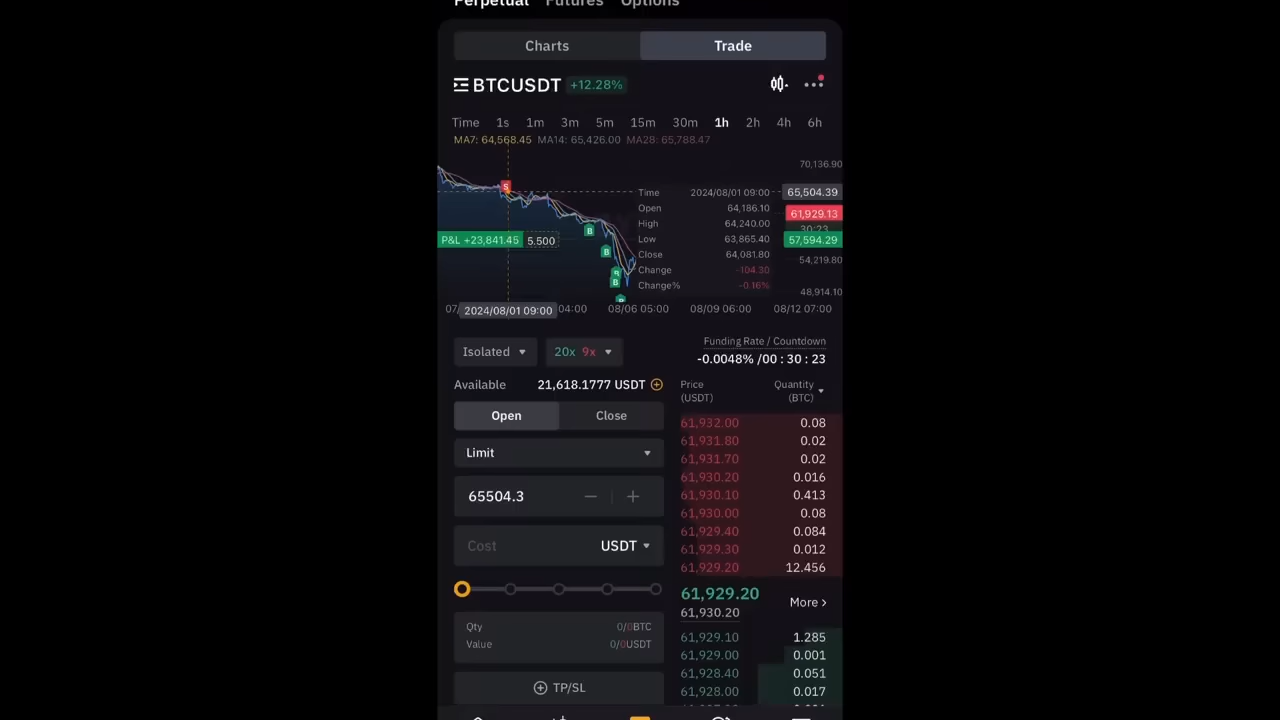 Perpetual Futures Options
Charts Trade
BTCUSDT +12.28%
Time 1s 1m 3m 5m 15m 30m 1h 2h 4h 6h
MA7: 64,568.45 MA14: 65,426.00 MA28: 65,788.47
70,136.90
S
Time 2024/08/01 09:00 65,504.39
Open 64,186.10
61,929.13
High 64,240.00
30:23
B
P&L +23,841.45 5.500
Low 63,865.40
57,594.29
B
Close 64,081.80
54,219.80
Change -104.30
B
Change% -0.16%
48,914.10
07/ 2024/08/01 09:00 04:00 08/06 05:00 08/09 06:00 08/12 07:00
Isolated 20x 9x
Funding Rate / Countdown
-0.0048% /00 : 30 : 23
Available 21,618.1777 USDT
Open Close
Limit
65504.3
Cost USDT
Qty 0/0BTC
Value 0/0USDT
TP/SL
Price Quantity
(USDT) (BTC)
61,932.00 0.08
61,931.80 0.02
61,931.70 0.02
61,930.20 0.016
61,930.10 0.413
61,930.00 0.08
61,929.40 0.084
61,929.30 0.012
61,929.20 12.456
61,929.20
61,930.20
More
61,929.10 1.285
61,929.00 0.001
61,928.40 0.051
61,928.00 0.017